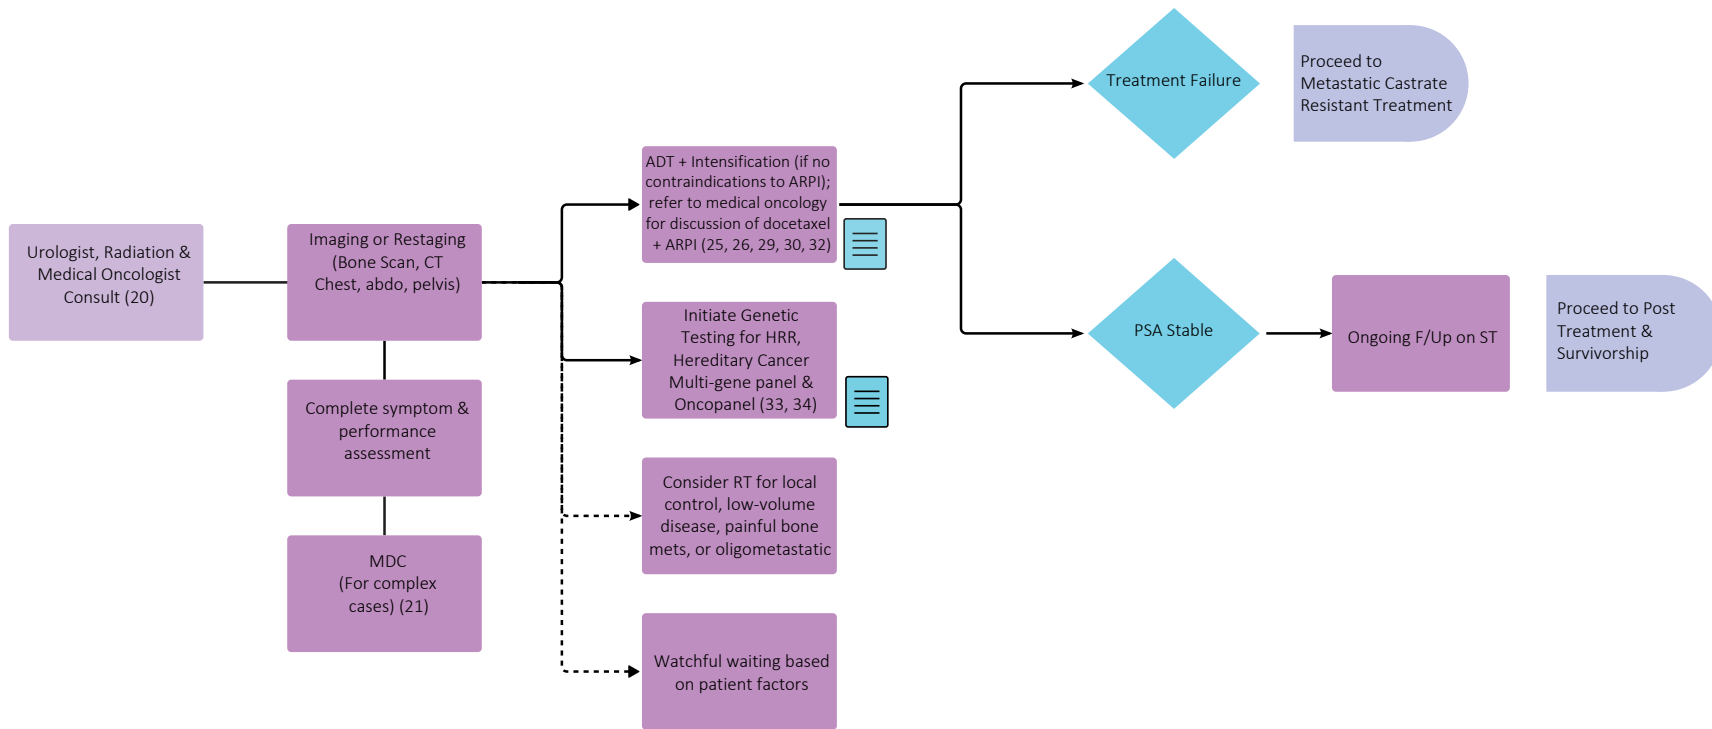 Urologist, Radiation &
Medical Oncologist
Consult (20)
Imaging or Restaging
(Bone Scan, CT
Chest, abdo, pelvis)
Complete symptom &
performance
assessment
MDC
(For complex
cases) (21)
ADT + Intensification (if no
contraindications to ARPI);
refer to medical oncology
for discussion of docetaxel
+ ARPI (25, 26, 29, 30, 32)
Initiate Genetic
Testing for HRR,
Hereditary Cancer
Multi-gene panel &
Oncopanel (33, 34)
Consider RT for local
control, low-volume
disease, painful bone
mets, or oligometastatic
Watchful waiting based
on patient factors
Treatment Failure
Proceed to
Metastatic Castrate
Resistant Treatment
PSA Stable
Ongoing F/Up on ST
Proceed to Post
Treatment &
Survivorship